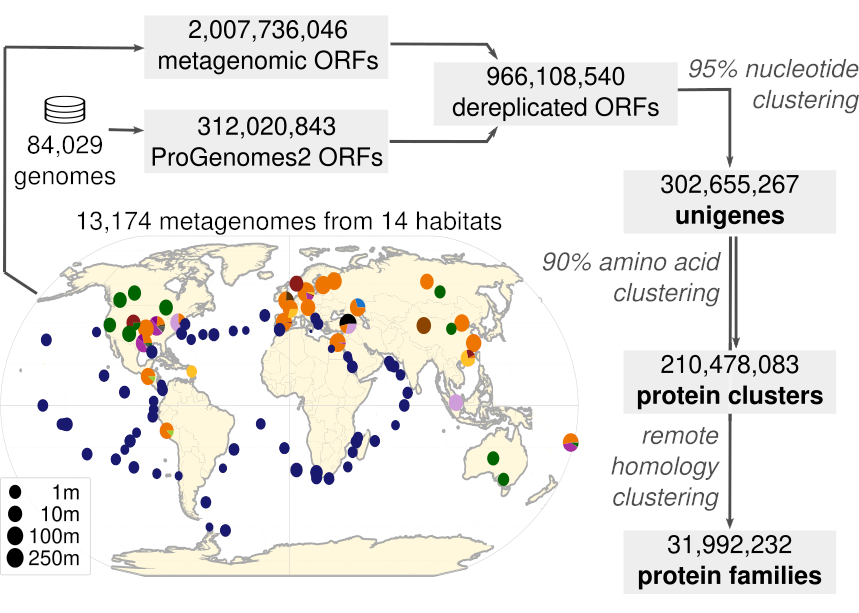 2,007,736,046
metagenomic ORFs
84,029
genomes
312,020,843
ProGenomes2 ORFs
966,108,540
dereplicated ORFs
95% nucleotide
clustering
302,655,267
unigenes
90% amino acid
clustering
210,478,083
protein clusters
remote
homology
clustering
31,992,232
protein families
13,174 metagenomes from 14 habitats
1m
10m
100m
250m